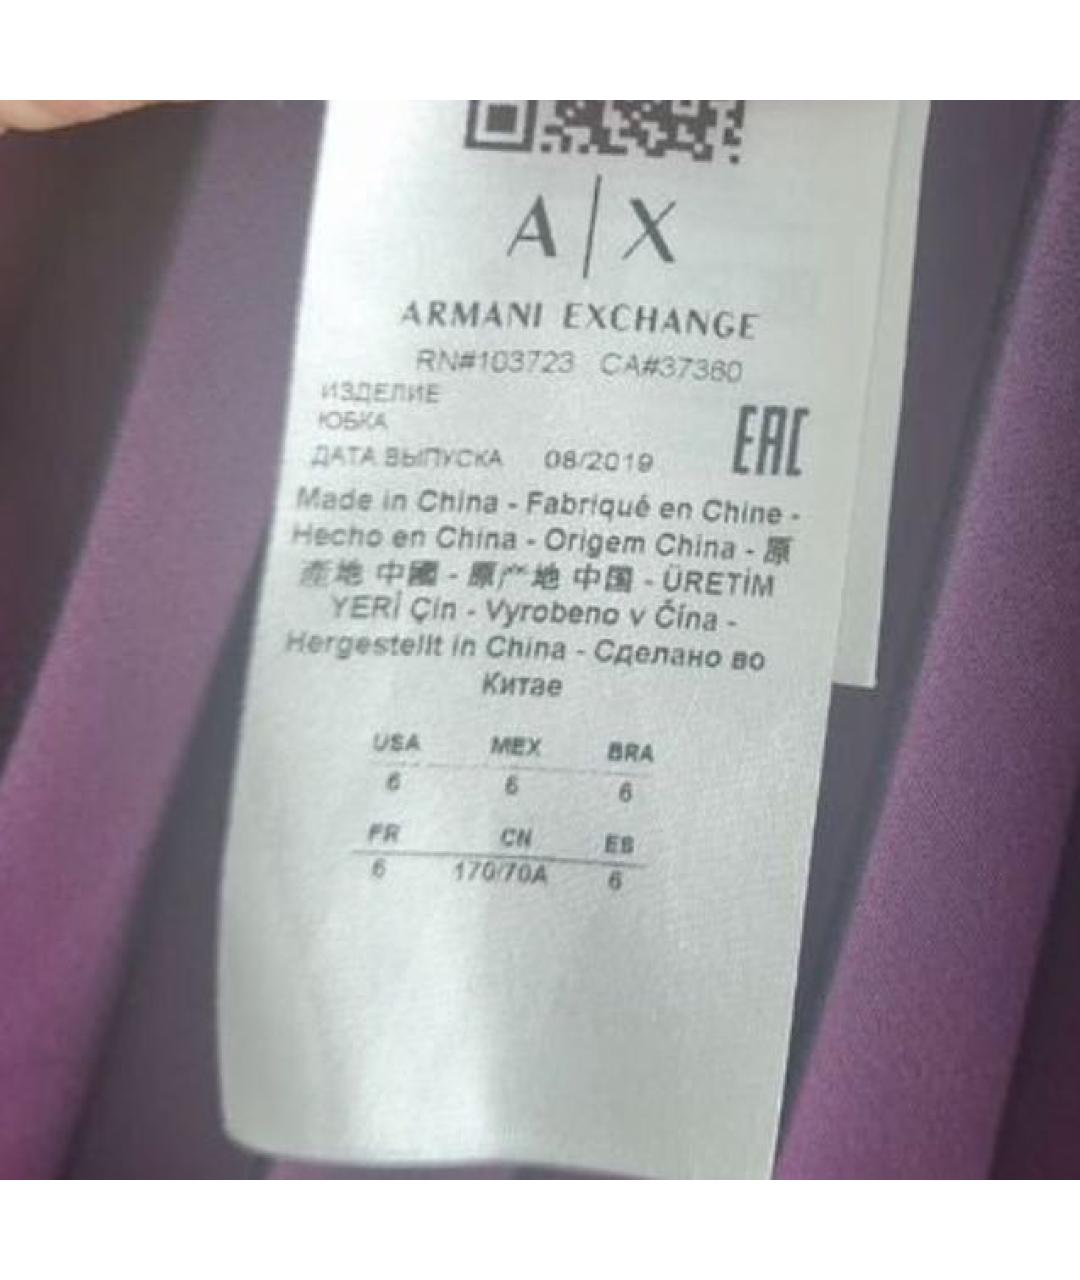 A|X
ARMANI EXCHANGE
RN#103723 CA#37360
ИЗДЕЛИЕ
ЮБКА
EAC
ДАТА ВЫПУСКА 08/2019
Made in China - Fabriqué en Chine -
Hecho en China - Origem China - 原
產地 中國 - 原产地 中国 - ÜRETİM
YERİ Çin - Vyrobeno v Čína -
Hergestellt in China - Сделано во
Китае
USA MEX BRA
6 6 6
FR CN ES
6 170/70A 6